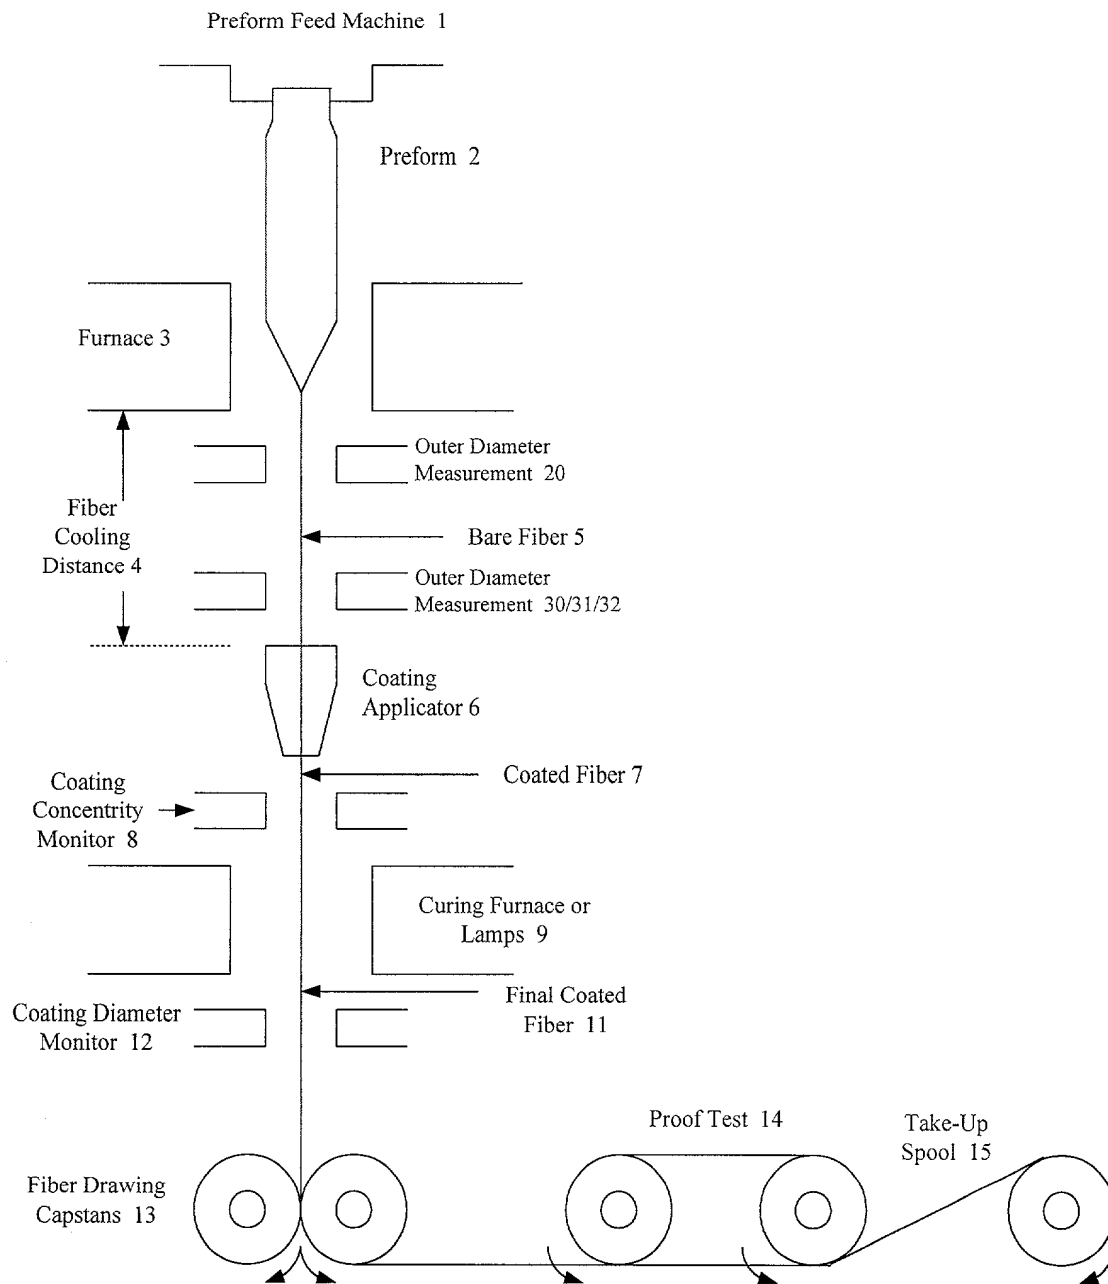 Preform Feed Machine 1
Preform 2
Furnace 3
Outer Diameter
Measurement 20
Fiber
Cooling
Distance 4
Bare Fiber 5
Outer Diameter
Measurement 30/31/32
Coating
Applicator 6
Coated Fiber 7
Coating
Concentrity
Monitor 8
Curing Furnace or
Lamps 9
Final Coated
Fiber 11
Coating Diameter
Monitor 12
Proof Test 14
Take-Up
Spool 15
Fiber Drawing
Capstans 13